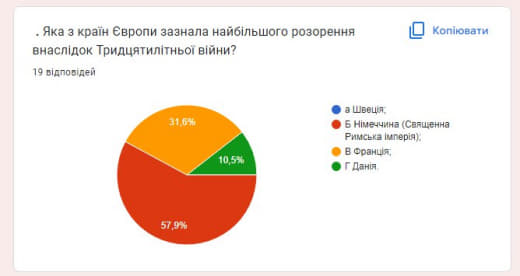 . Яка з країн Європи зазнала найбільшого розорення
внаслідок Тридцятилітньої війни?
Копіювати
19 відповідей
31,6%
10,5%
57,9%
а Швеція;
Б Німеччина (Священна
Римська імперія);
В Франція;
Г Данія.